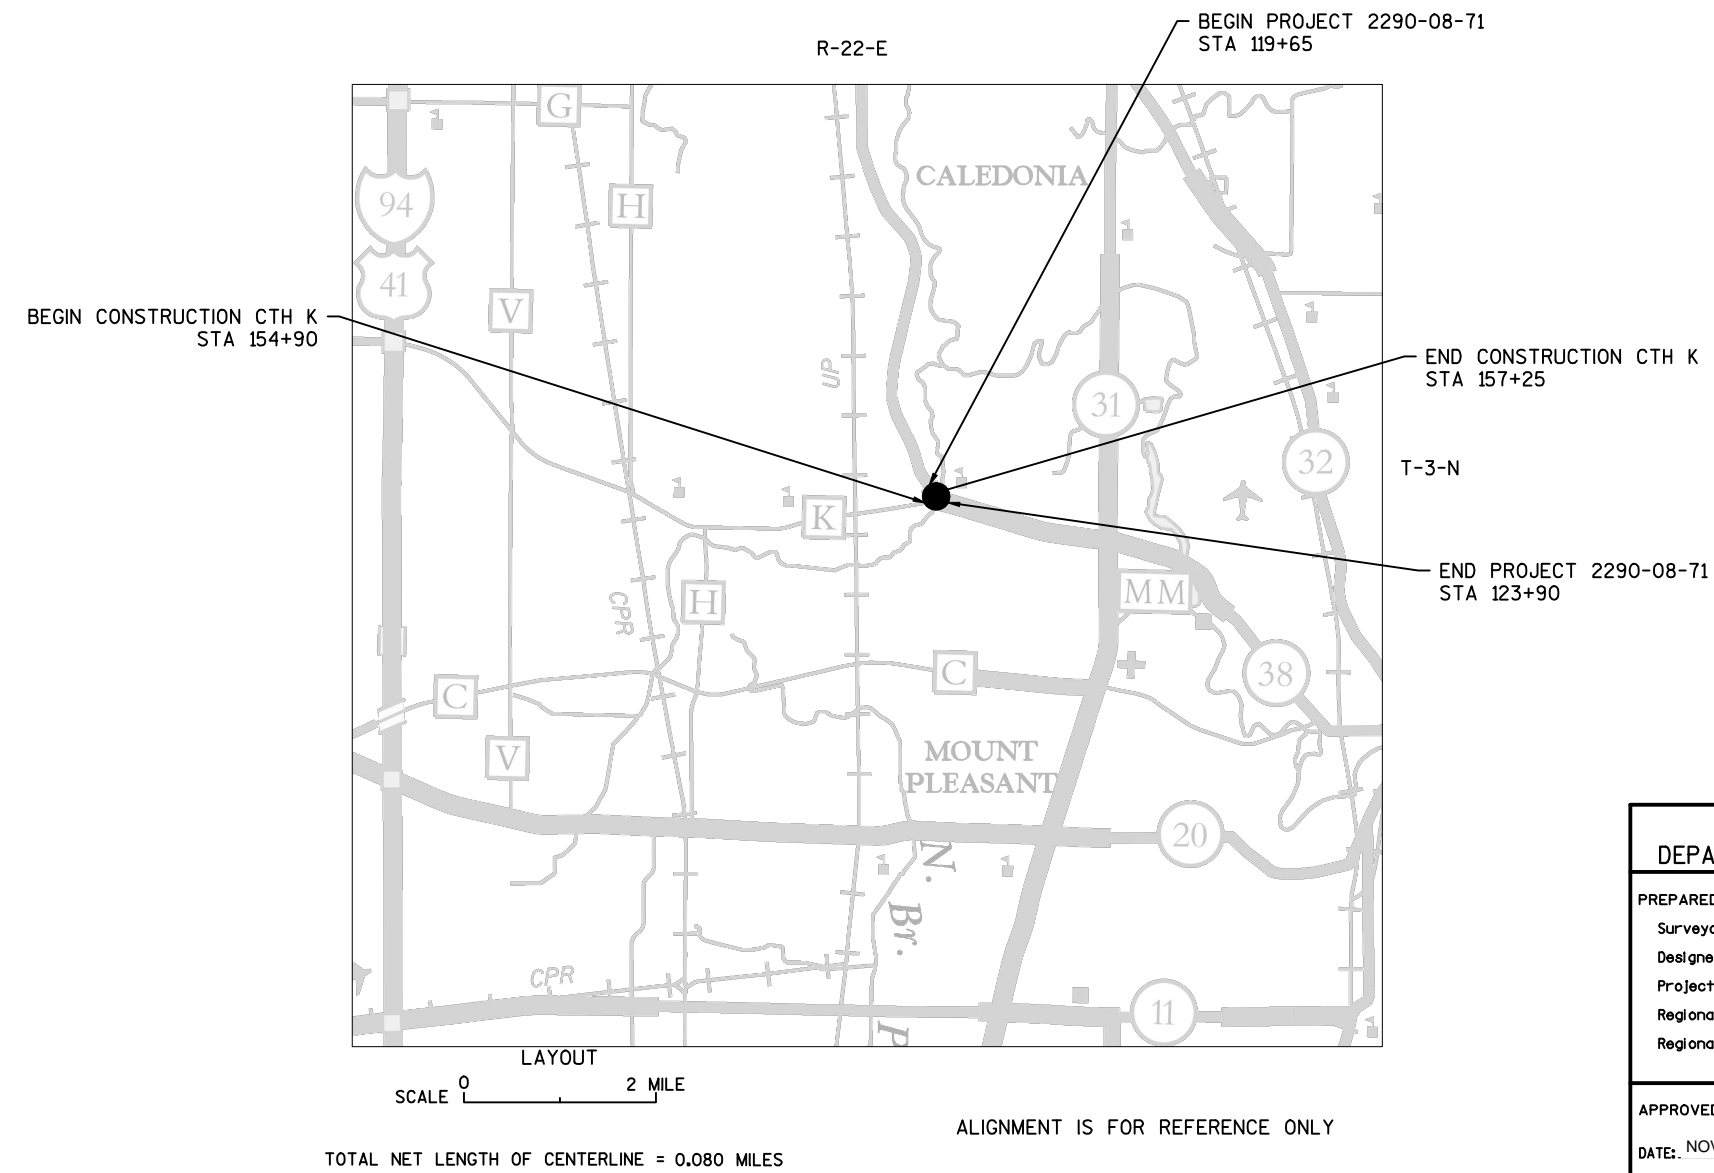 BEGIN PROJECT 2290-08-71
STA 119+65
R-22-E
G
CALEDONIA
94
H
41
V
BEGIN CONSTRUCTION CTH K
STA 154+90
END CONSTRUCTION CTH K
STA 157+25
UP
31
32
T-3-N
K
END PROJECT 2290-08-71
STA 123+90
MM
H
CPR
C
38
C
MOUNT
PLEASANT
V
20
N.
Br.
CPR
11
P
LAYOUT
SCALE 0 2 MILE
ALIGNMENT IS FOR REFERENCE ONLY
TOTAL NET LENGTH OF CENTERLINE = 0.080 MILES
DEPA
PREPARED
Surveyo
Designe
Project
Regiona
Regiona
APPROVED
DATE: NOV